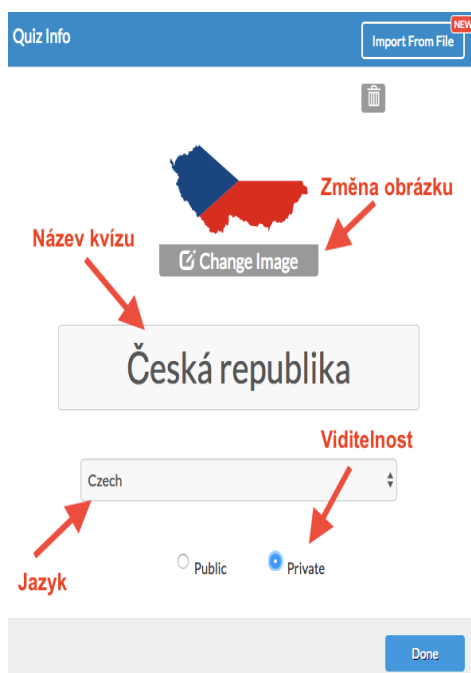 NEW
Quiz Info
Import From File
Změna obrázku
Název kvízu
Change Image
Česká republika
Viditelnost
Czech
Public
Private
Jazyk
Done